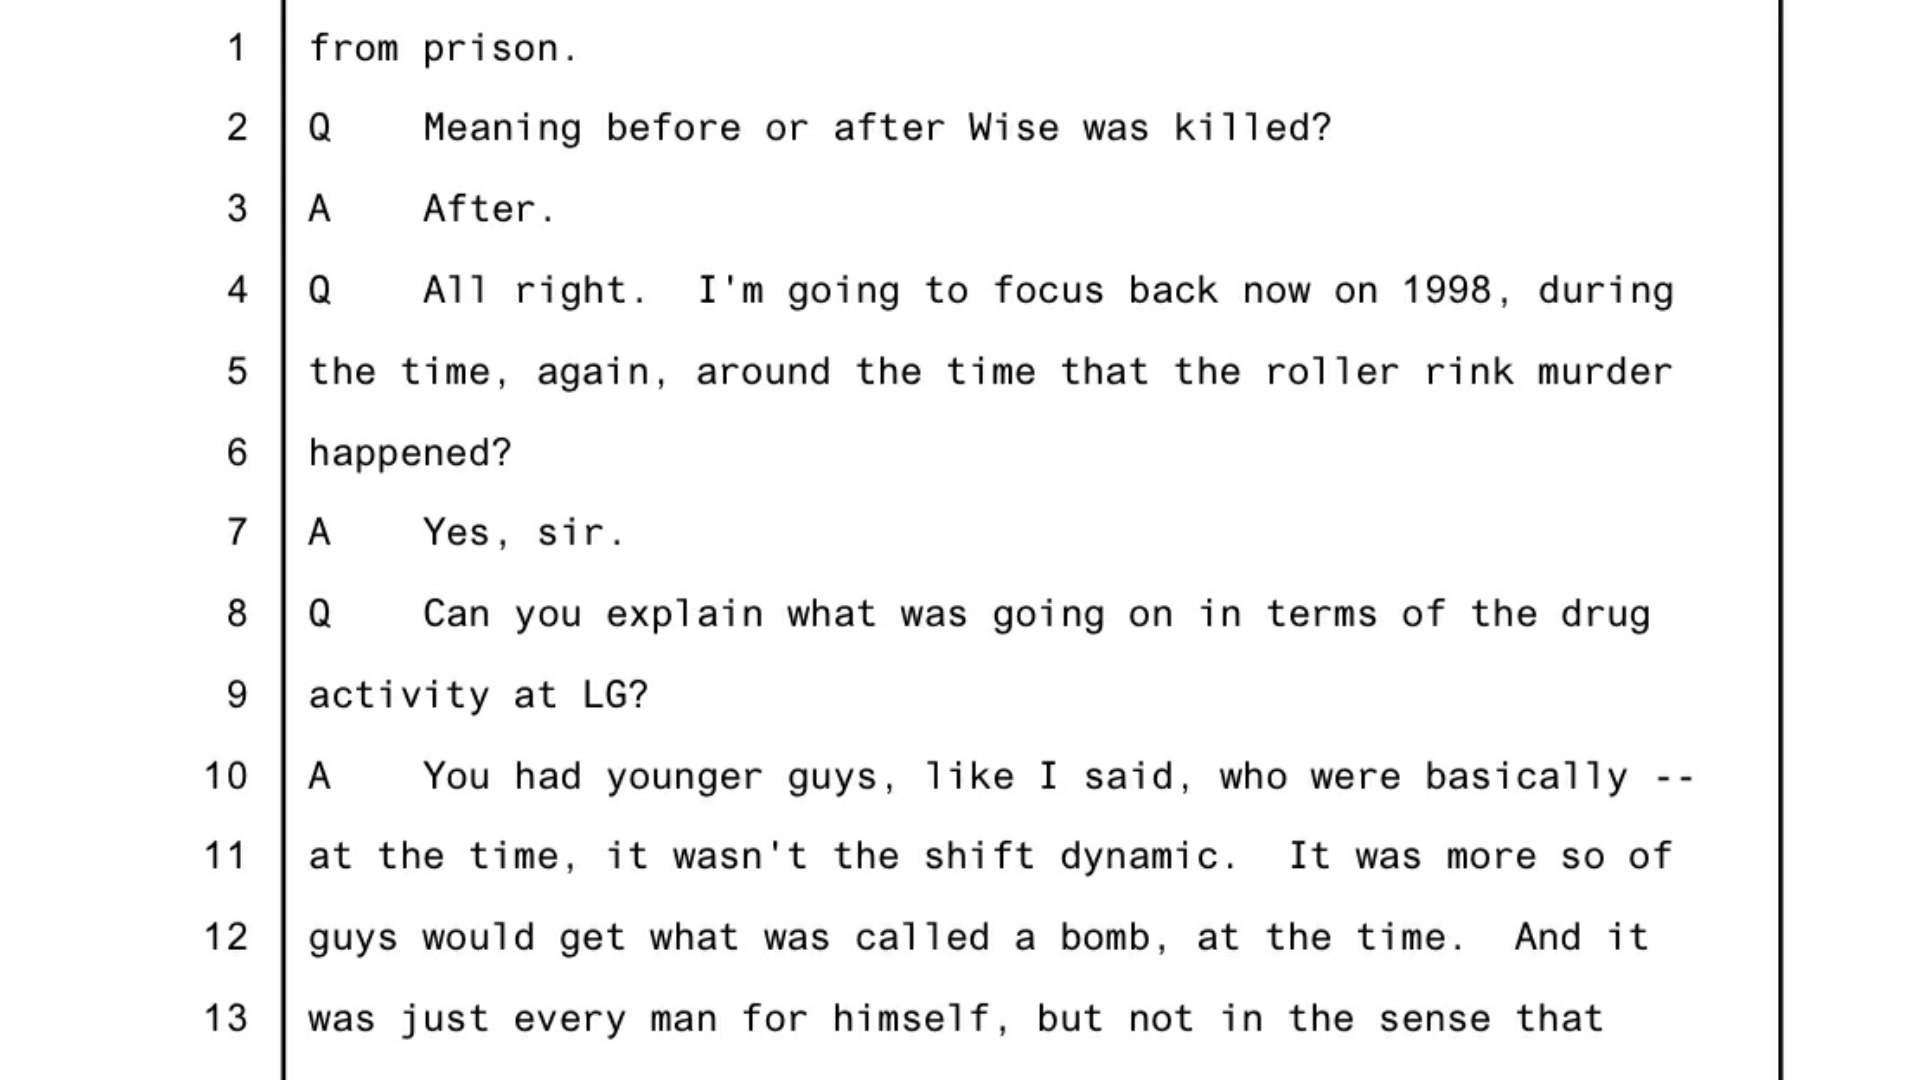 1 from prison.
2 Q Meaning before or after Wise was killed?
3 A After.
4 Q All right. I'm going to focus back now on 1998, during
5 the time, again, around the time that the roller rink murder
6 happened?
7 A Yes, sir.
8 Q Can you explain what was going on in terms of the drug
9 activity at LG?
10 A You had younger guys, like I said, who were basically --
11 at the time, it wasn't the shift dynamic. It was more so of
12 guys would get what was called a bomb, at the time. And it
13 was just every man for himself, but not in the sense that